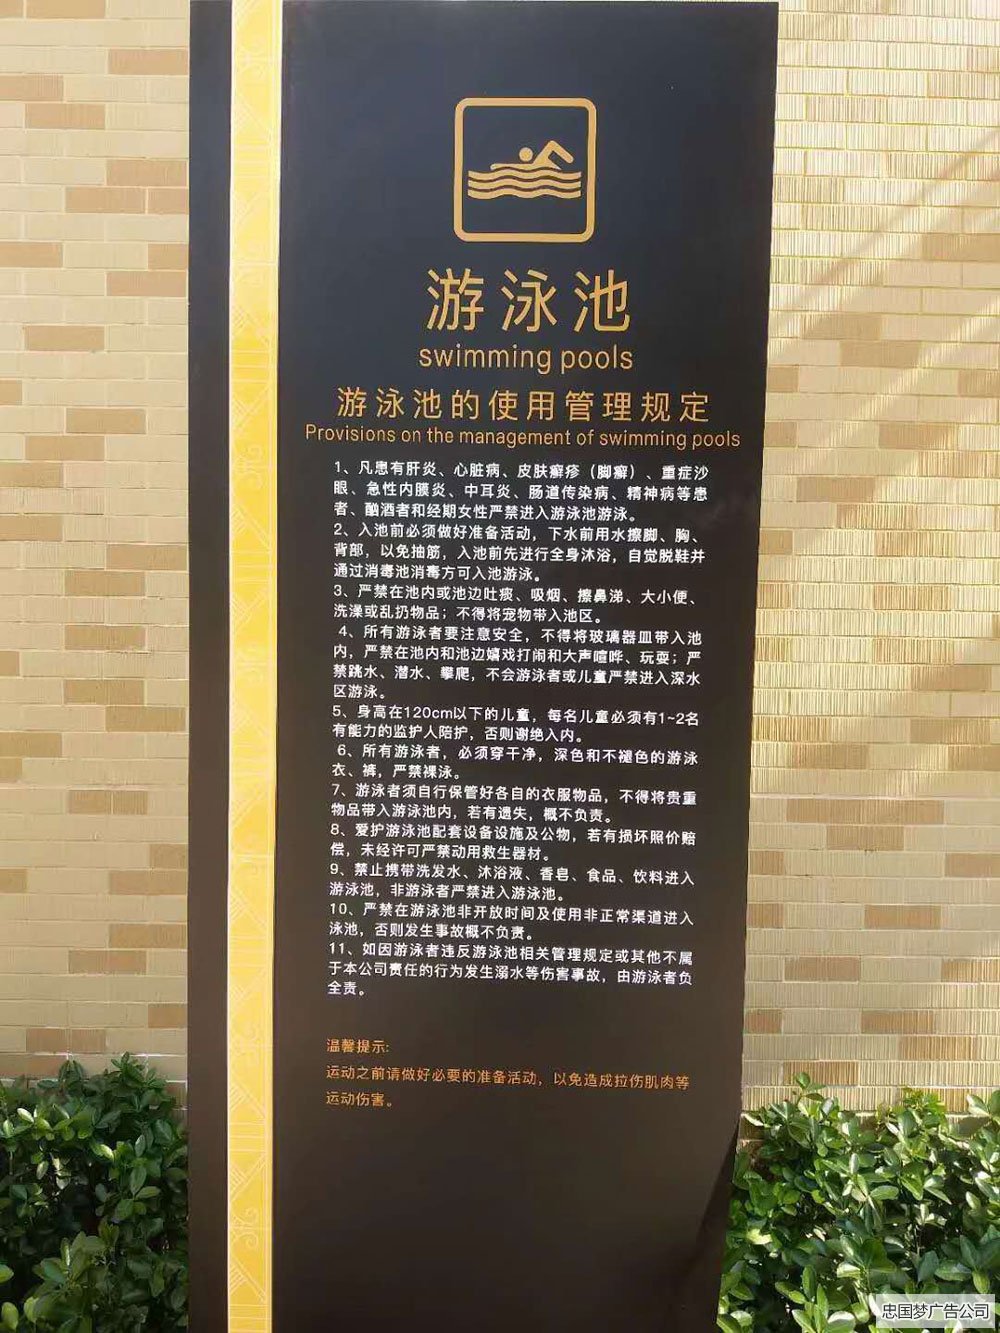 游泳池
swimming pools
游泳池的使用管理规定
Provisions on the management of swimming pools
1、凡患有肝炎、心脏病、皮肤癣疹（脚癣）、重症沙
眼、急性内膜炎、中耳炎、肠道传染病、精神病等患
者、酗酒者和经期女性严禁进入游泳池游泳。
2、入池前必须做好准备活动，下水前用水擦脚、胸、
背部，以免抽筋，入池前先进行全身沐浴，自觉脱鞋并
通过消毒池消毒方可入池游泳。
3、严禁在池内或池边吐痰、吸烟、擦鼻涕、大小便、
洗澡或乱扔物品；不得将宠物带入池区。
4、所有游泳者要注意安全，不得将玻璃器皿带入池
内，严禁在池内和池边嬉戏打闹和大声喧哗、玩耍；严
禁跳水、潜水、攀爬，不会游泳者或儿童严禁进入深水
区游泳。
5、身高在120cm以下的儿童，每名儿童必须有1~2名
有能力的监护人陪护，否则谢绝入内。
6、所有游泳者，必须穿干净，深色和不褪色的游泳
衣、裤，严禁裸泳。
7、游泳者须自行保管好各自的衣服物品，不得将贵重
物品带入游泳池内，若有遗失，概不负责。
8、爱护游泳池配套设备设施及公物，若有损坏照价赔
偿，未经许可严禁动用救生器材。
9、禁止携带洗发水、沐浴液、香皂、食品、饮料进入
游泳池，非游泳者严禁进入游泳池。
10、严禁在游泳池非开放时间及使用非正常渠道进入
泳池，否则发生事故概不负责。
11、如因游泳者违反游泳池相关管理规定或其他不属
于本公司责任的行为发生溺水等伤害事故，由游泳者负
全责。
温馨提示:
运动之前请做好必要的准备活动，以免造成拉伤肌肉等
运动伤害。
忠国梦广告公司